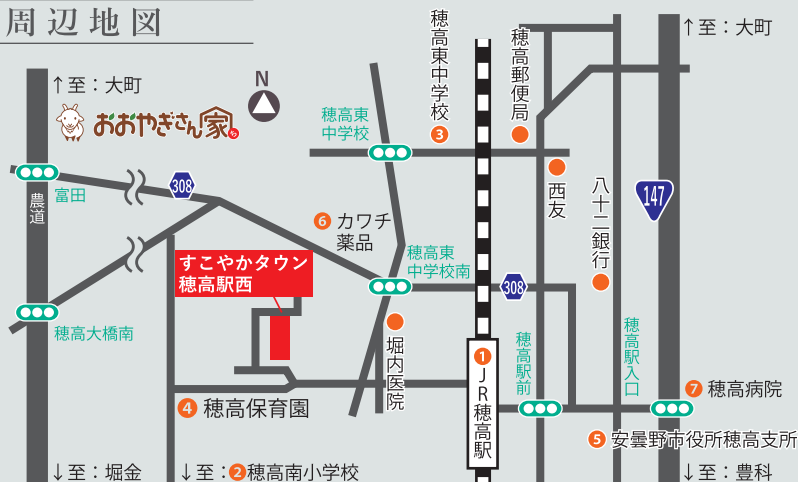 周辺地図
↑至：大町
おおやぎさん家
N
穂高東
中学校
穂高東中学校
3
穂高郵便局
↑至：大町
富田
308
農道
6 カワチ
薬品
西友
八十二銀行
147
すこやかタウン
穂高駅西
穂高東
中学校南
308
穂高大橋南
堀内医院
1
JR穂高駅
穂高駅前
穂高駅入口
7 穂高病院
4 穂高保育園
5 安曇野市役所穂高支所
↓至：堀金
↓至：2穂高南小学校
↓至：豊科